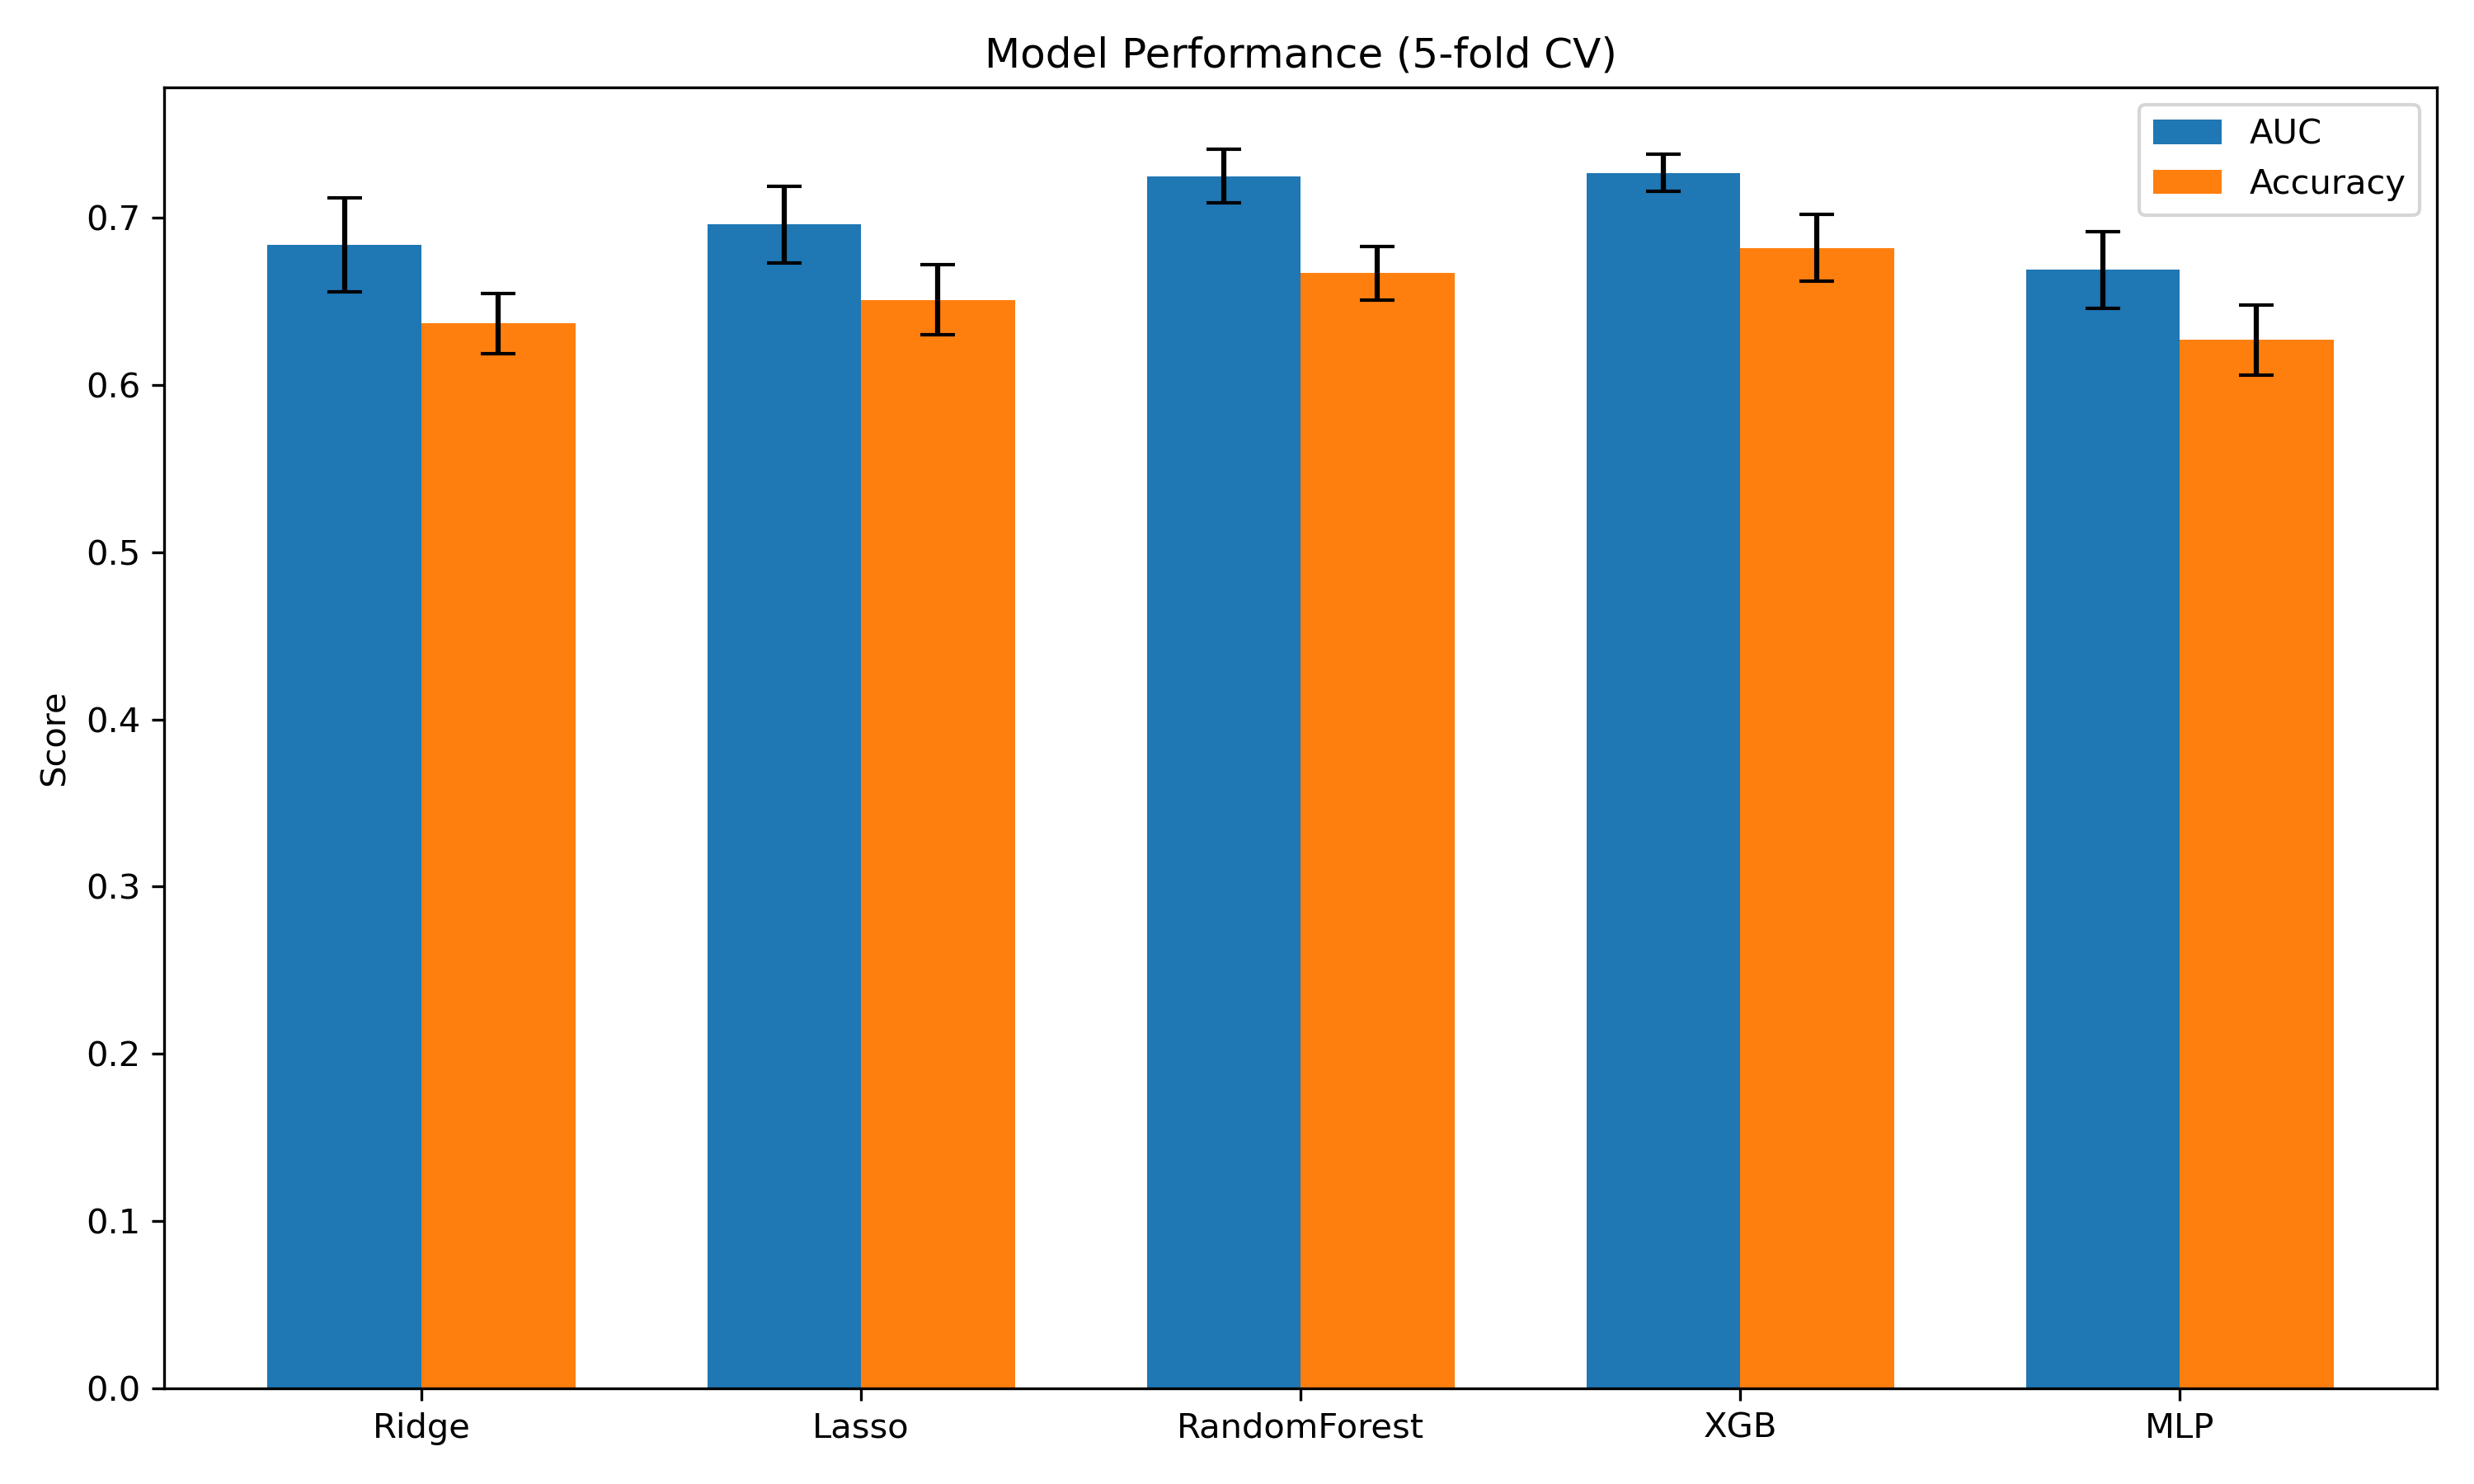 Model Performance (5-fold CV)
AUC
Accuracy
Score
0.7
0.6
0.5
0.4
0.3
0.2
0.1
0.0
Ridge
Lasso
RandomForest
XGB
MLP